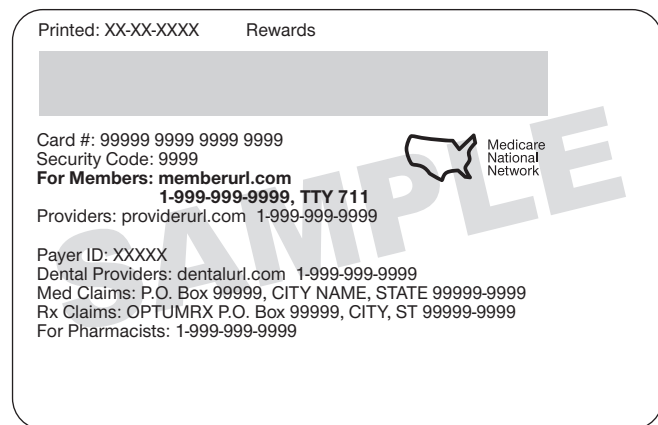 Printed: XX-XX-XXXX Rewards
Card #: 99999 9999 9999 9999
Security Code: 9999
For Members: memberurl.com
1-999-999-9999, TTY 711
Providers: providerurl.com 1-999-999-9999
Medicare
National
Network
Payer ID: XXXXX
Dental Providers: dentalurl.com 1-999-999-9999
Med Claims: P.O. Box 99999, CITY NAME, STATE 99999-9999
Rx Claims: OPTUMRX P.O. Box 99999, CITY, ST 99999-9999
For Pharmacists: 1-999-999-9999
SAMPLE